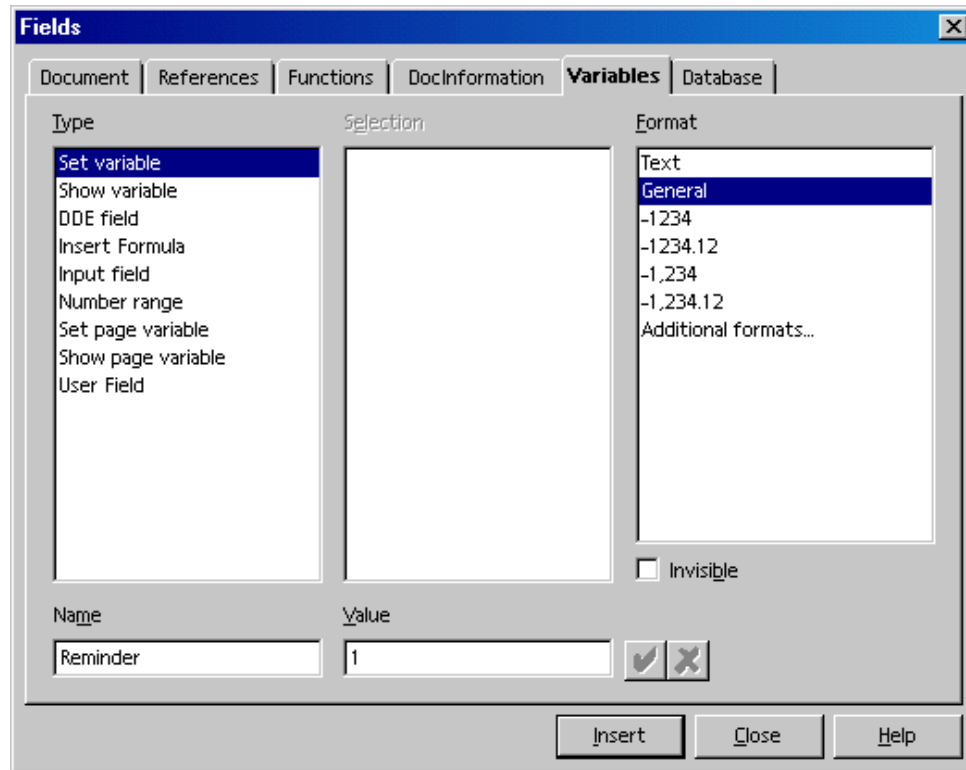 Fields
Document References Functions DocInformation Variables Database
Type
Set variable
Show variable
DDE field
Insert Formula
Input field
Number range
Set page variable
Show page variable
User Field
Selection
Format
Text
General
-1234
-1234.12
-1,234
-1,234.12
Additional formats...
Invisible
Name
Reminder
Value
1
Insert Close Help